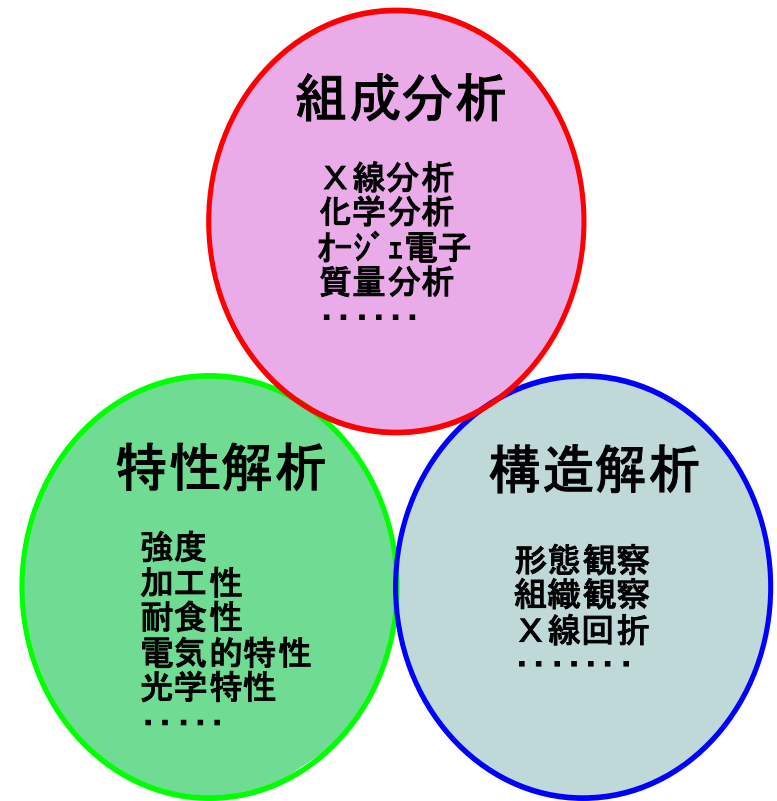 組成分析
X線分析
化学分析
ｵｰｼﾞｪ電子
質量分析
・・・・・・
特性解析
強度
加工性
耐食性
電気的特性
光学特性
・・・・・
構造解析
形態観察
組織観察
X線回折
・・・・・・・